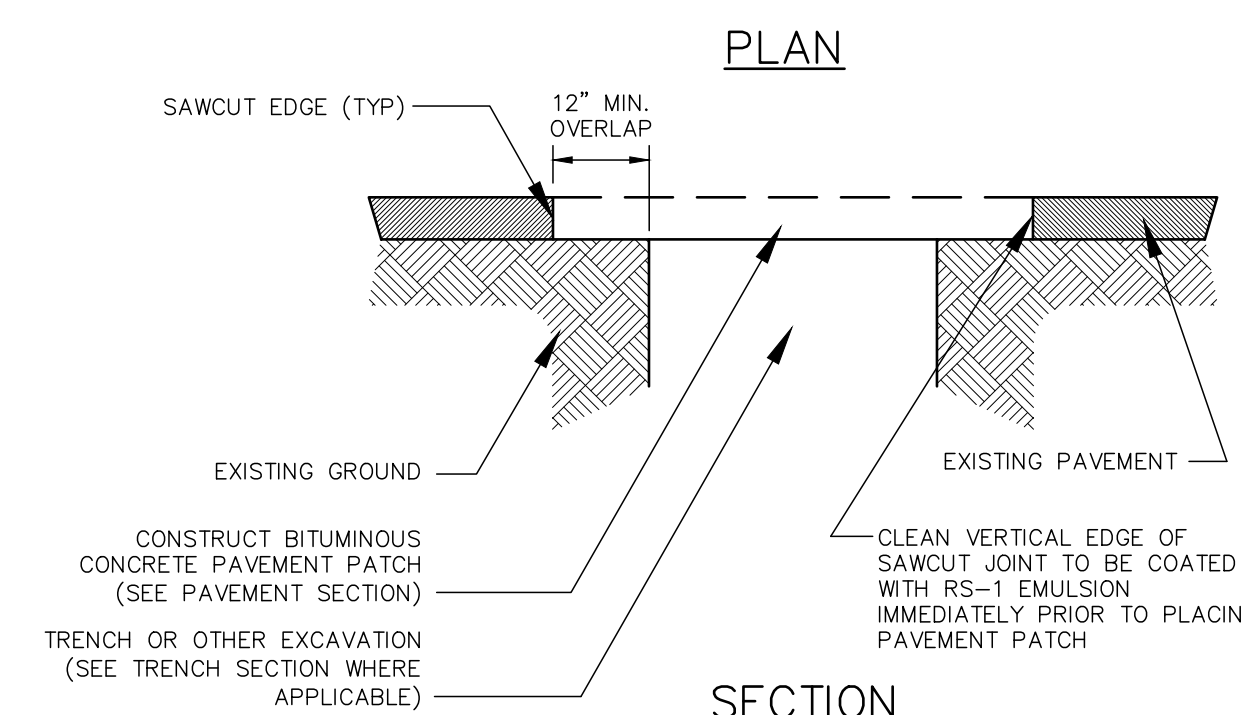 PLAN
SAWCUT EDGE (TYP)
12" MIN.
OVERLAP
EXISTING GROUND
EXISTING PAVEMENT
CONSTRUCT BITUMINOUS
CONCRETE PAVEMENT PATCH
(SEE PAVEMENT SECTION)
CLEAN VERTICAL EDGE OF
SAWCUT JOINT TO BE COATED
WITH RS-1 EMULSION
IMMEDIATELY PRIOR TO PLACIN
PAVEMENT PATCH
TRENCH OR OTHER EXCAVATION
(SEE TRENCH SECTION WHERE
APPLICABLE)
SECTION